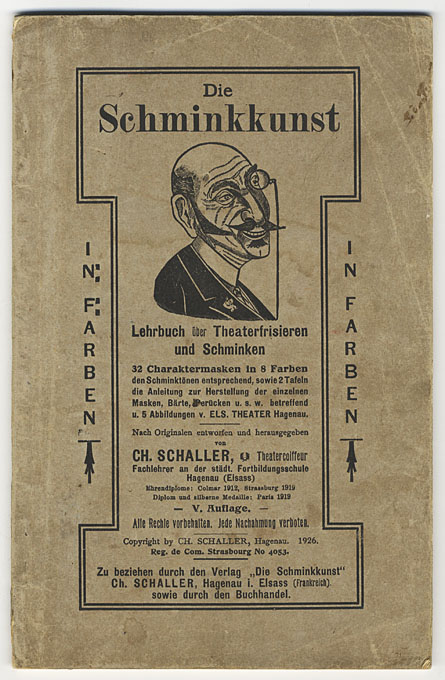 Die
Schminkkunst
IN FARBEN
IN FARBEN
Lehrbuch über Theaterfrisieren
und Schminken
32 Charaktermasken in 8 Farben
den Schminktönen entsprechend, sowie 2 Tafeln
die Anleitung zur Herstellung der einzelnen
Masken, Bärte, Perücken u. s. w. betreffend
u. 5 Abbildungen v. ELS. THEATER Hagenau.
Nach Originalen entworfen und herausgegeben
von
CH. SCHALLER, Theatercoiffeur
Fachlehrer an der städt. Fortbildungsschule
Hagenau (Elsass)
Ehrendiplome: Colmar 1912, Strassburg 1919
Diplom und silberne Medaille: Paris 1919
— V. Auflage. —
Alle Rechte vorbehalten. Jede Nachahmung verboten.
Copyright by CH. SCHALLER, Hagenau. 1926.
Reg. de Com. Strasbourg No 4053.
Zu beziehen durch den Verlag „Die Schminkkunst"
Ch. SCHALLER, Hagenau i. Elsass (Frankreich).
sowie durch den Buchhandel.